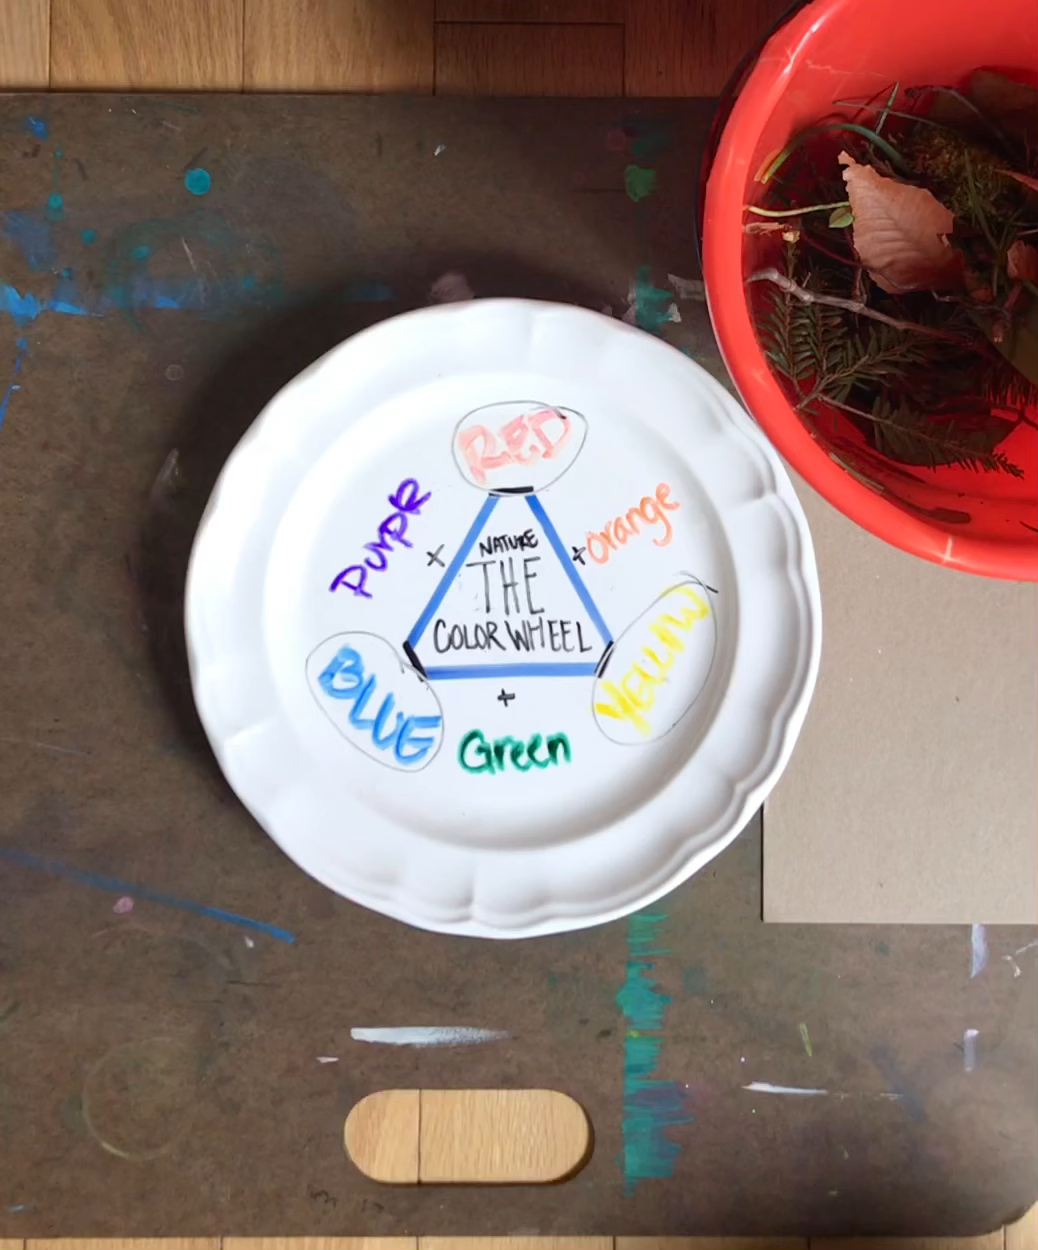 RED
Purple
+
orange
+
NATURE
THE
COLOR WHEEL
BLUE
YELLOW
+
Green